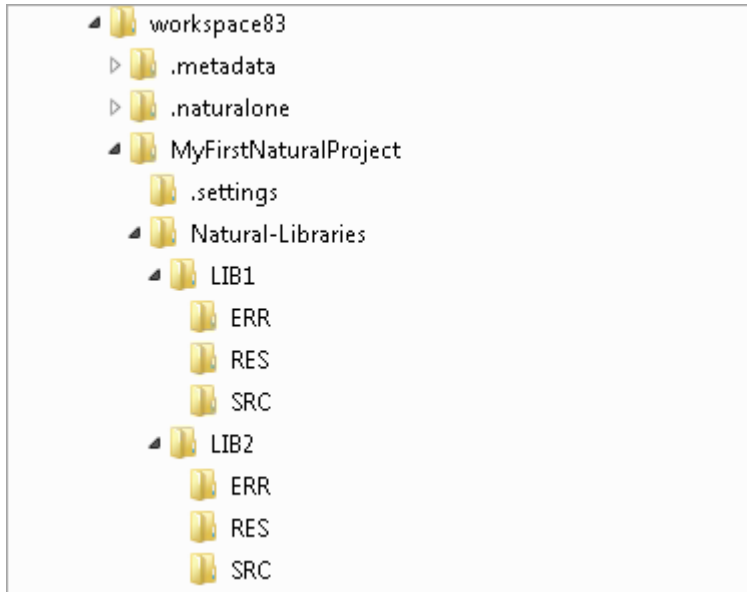 workspace83
.metadata
.naturalone
MyFirstNaturalProject
.settings
Natural-Libraries
LIB1
ERR
RES
SRC
LIB2
ERR
RES
SRC